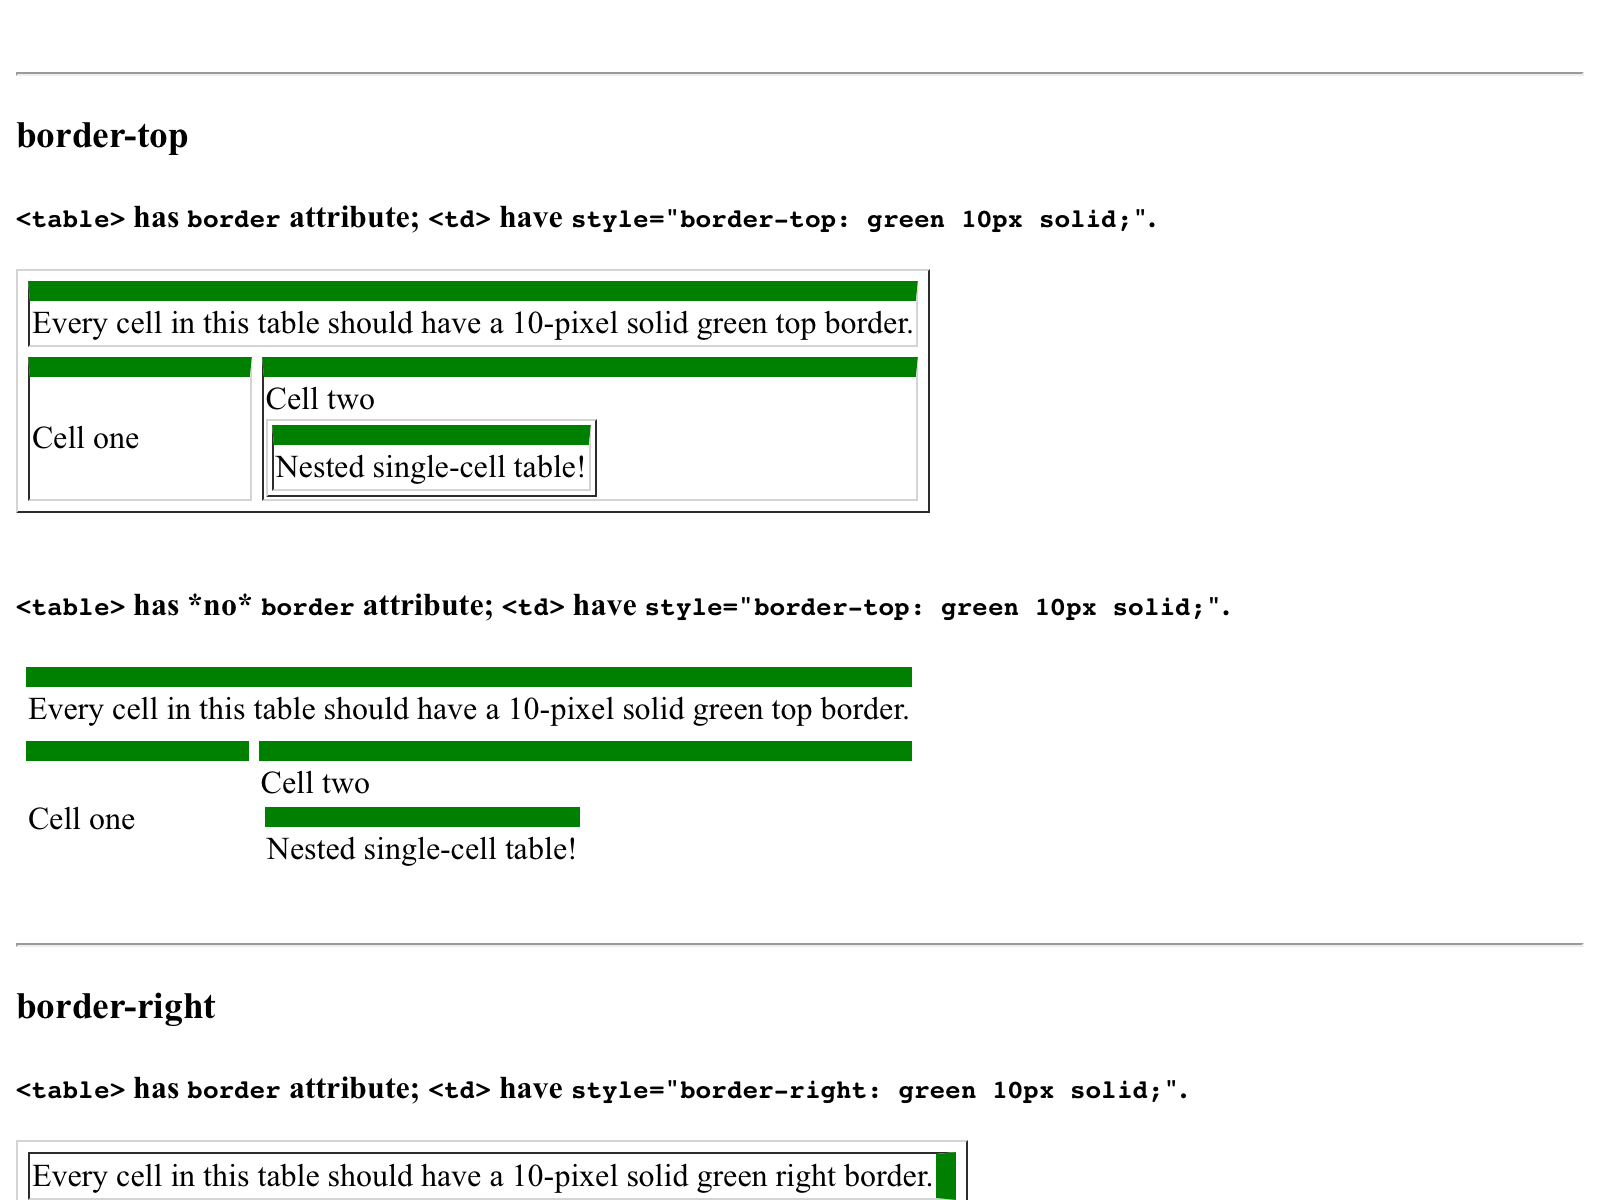 border-top
<table> has border attribute; <td> have style="border-top: green 10px solid;".
Every cell in this table should have a 10-pixel solid green top border.
Cell one
Cell two
Nested single-cell table!
<table> has *no* border attribute; <td> have style="border-top: green 10px solid;".
Every cell in this table should have a 10-pixel solid green top border.
Cell one
Cell two
Nested single-cell table!
border-right
<table> has border attribute; <td> have style="border-right: green 10px solid;".
Every cell in this table should have a 10-pixel solid green right border.